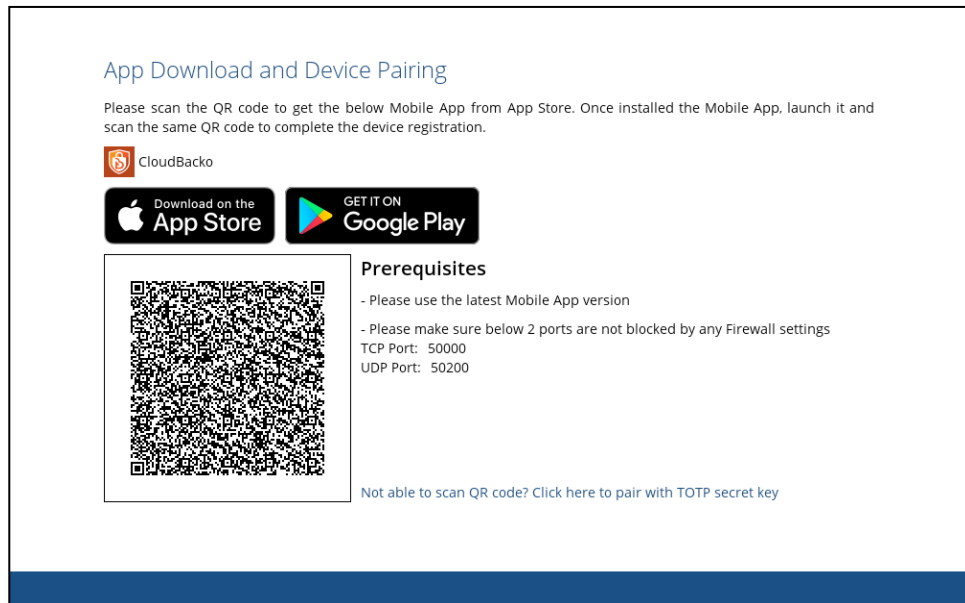 App Download and Device Pairing
Please scan the QR code to get the below Mobile App from App Store. Once installed the Mobile App, launch it and
scan the same QR code to complete the device registration.
CloudBacko
Download on the
App Store
GET IT ON
Google Play
Prerequisites
- Please use the latest Mobile App version
- Please make sure below 2 ports are not blocked by any Firewall settings
TCP Port: 50000
UDP Port: 50200
Not able to scan QR code? Click here to pair with TOTP secret key